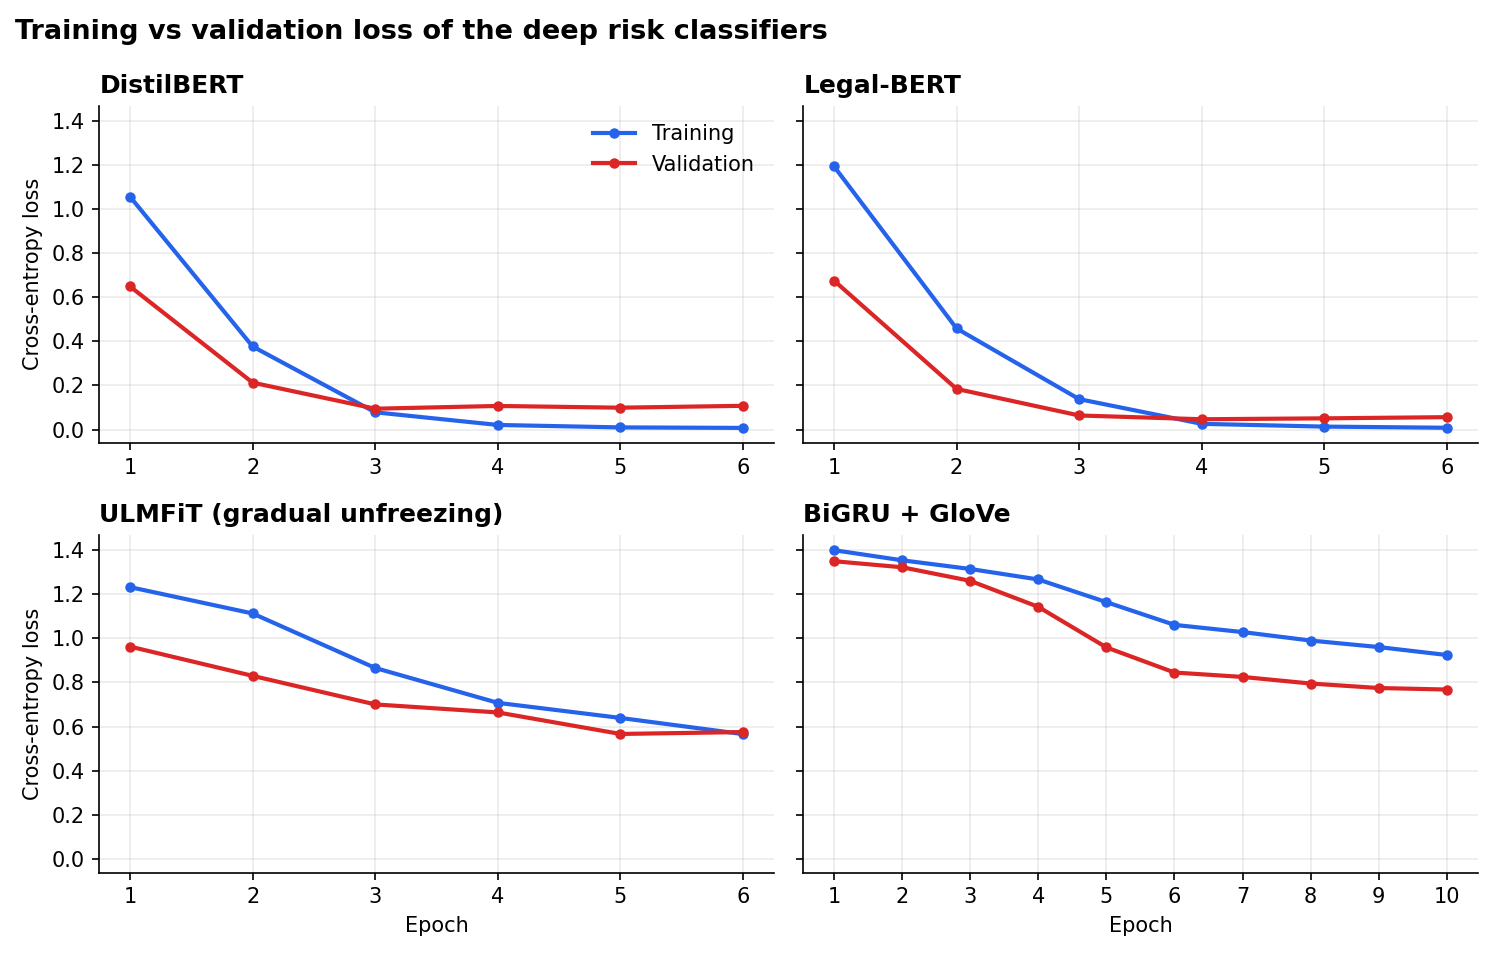 Training vs validation loss of the deep risk classifiers
DistilBERT
Legal-BERT
Cross-entropy loss
1.4
1.2
1.0
0.8
0.6
0.4
0.2
0.0
Training
Validation
1 2 3 4 5 6
1 2 3 4 5 6
ULMFiT (gradual unfreezing)
BiGRU + GloVe
Cross-entropy loss
1.4
1.2
1.0
0.8
0.6
0.4
0.2
0.0
1 2 3 4 5 6
1 2 3 4 5 6 7 8 9 10
Epoch
Epoch